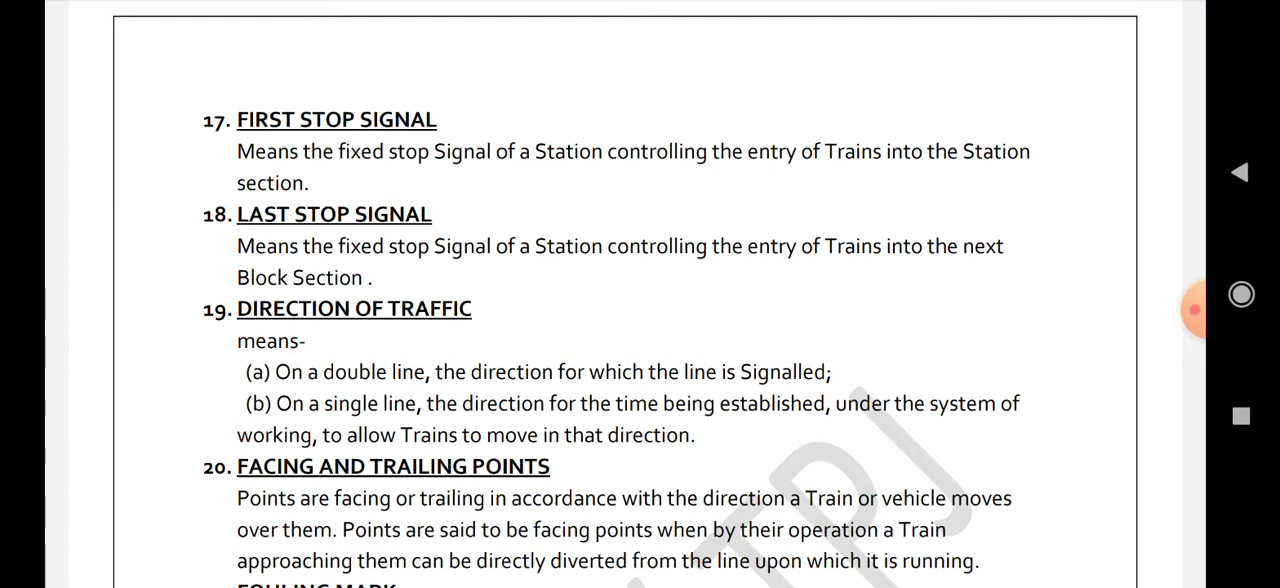 17. FIRST STOP SIGNAL
Means the fixed stop Signal of a Station controlling the entry of Trains into the Station
section.
18. LAST STOP SIGNAL
Means the fixed stop Signal of a Station controlling the entry of Trains into the next
Block Section .
19. DIRECTION OF TRAFFIC
means-
(a) On a double line, the direction for which the line is Signalled;
(b) On a single line, the direction for the time being established, under the system of
working, to allow Trains to move in that direction.
20. FACING AND TRAILING POINTS
Points are facing or trailing in accordance with the direction a Train or vehicle moves
over them. Points are said to be facing points when by their operation a Train
approaching them can be directly diverted from the line upon which it is running.
FOULING MARK
TPJ